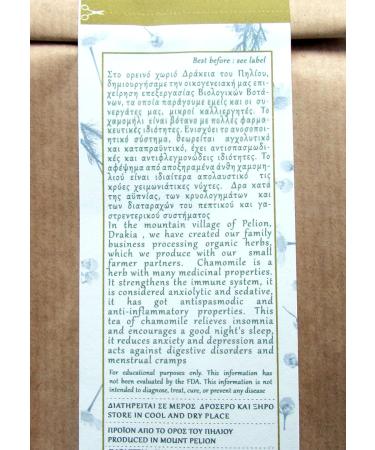 Best before : see label
Στο ορεινό χωριό Δράκεια του Πηλίου,
δημιουργήσαμε την οικογενειακή μας επι-
χείρηση επεξεργασίας Βιολογικών Βοτά-
νων, τα οποία παράγουμε εμείς και οι συ-
νεργάτες μας, μικροί καλλιεργητές. Το
χαμομήλι είναι βότανο με πολλές φαρμα-
κευτικές ιδιότητες. Ενισχύει το ανοσοποι-
ητικό σύστημα, θεωρείται αγχολυτικό
και καταπραϋντικό, έχει αντισπασμωδι-
κές και αντιφλεγμονώδεις ιδιότητες. Το
αφέψημα από αποξηραμένα άνθη χαμομη-
λιού είναι ιδιαίτερα απολαυστικό τις
κρύες χειμωνιάτικες νύχτες. Δρα κατά
της αϋπνίας, των κρυολογημάτων και
των διαταραχών του πεπτικού και γα-
στρεντερικού συστήματος
In the mountain village of Pelion,
Drakia , we have created our family
business processing organic herbs,
which we produce with our small
farmer partners. Chamomile is a
herb with many medicinal properties.
It strengthens the immune system, it
is considered anxiolytic and sedative,
it has got antispasmodic and
anti-inflammatory properties. This
tea of chamomile relieves insomnia
and encourages a good night's sleep,
it reduces anxiety and depression and
acts against digestive disorders and
menstrual cramps
For educational purposes only. This information has
not been evaluated by the FDA. This information is not
intended to diagnose, treat, cure, or prevent any disease
ΔΙΑΤΗΡΕΙΤΑΙ ΣΕ ΜΕΡΟΣ ΔΡΟΣΕΡΟ ΚΑΙ ΞΗΡΟ
STORE IN COOL AND DRY PLACE
ΠΡΟΪΟΝ ΑΠΟ ΤΟ ΟΡΟΣ ΤΟΥ ΠΗΛΙΟΥ
PRODUCED IN MOUNT PELION